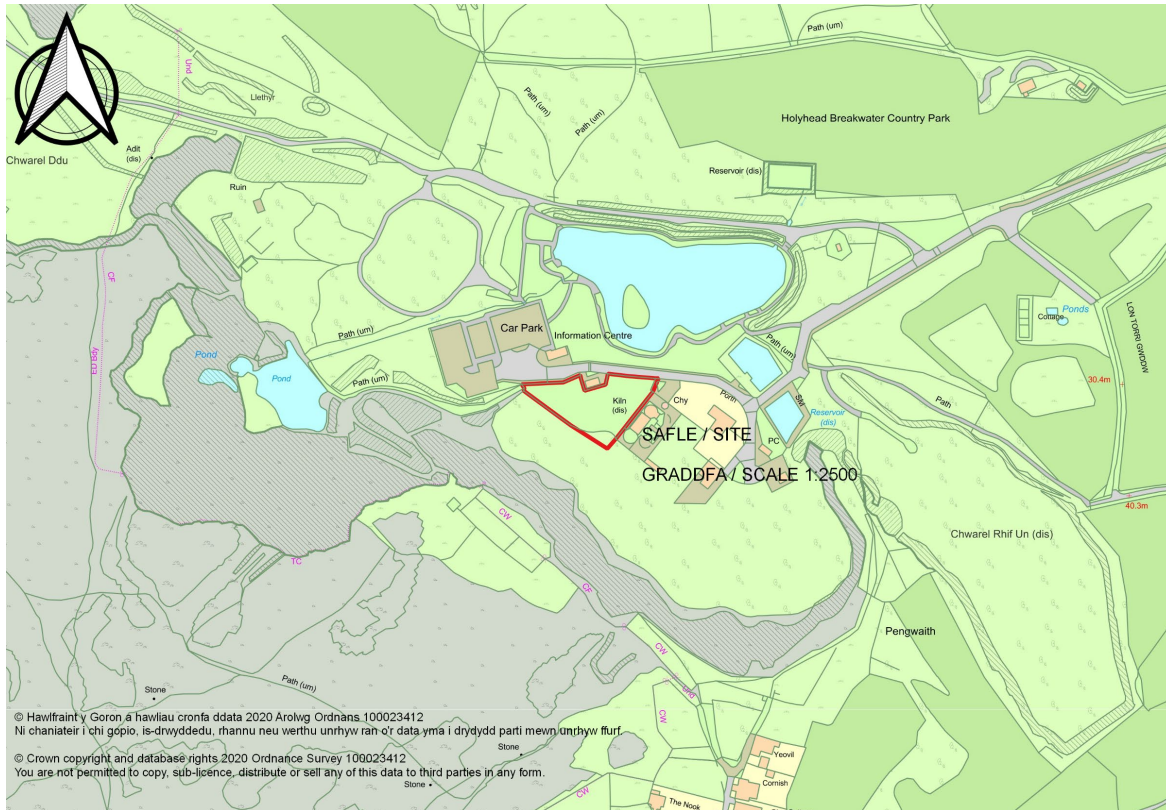 Path (um)
Und
Llethyr
Path (um)
Path (um)
Holyhead Breakwater Country Park
Adit
(dis)
Chwarel Ddu
Reservoir (dis)
Ruin
CF
ED Bdy
Path (um)
Car Park
Information Centre
Path (um)
Cottage
Ponds
LON TORRI GWDDW
Pond
Pond
Path (um)
30.4m
Path
Kiln
(dis)
Chy
Porth
SM
Reservoir
(dis)
SAFLE / SITE
PC
GRADDFA / SCALE 1:2500
40.3m
CW
Chwarel Rhif Un (dis)
TC
CF
Pengwaith
CW
Und
Path (um)
Stone
CW
© Hawlfraint y Goron a hawliau cronfa ddata 2020 Arolwg Ordnans 100023412
Ni chaniateir i chi gopio, is-drwyddedu, rhannu neu werthu unrhyw ran o'r data yma i drydydd parti mewn unrhyw ffurf.
Stone
Yeovil
© Crown copyright and database rights 2020 Ordnance Survey 100023412
You are not permitted to copy, sub-licence, distribute or sell any of this data to third parties in any form.
Stone
Cornish
CW
The Nook